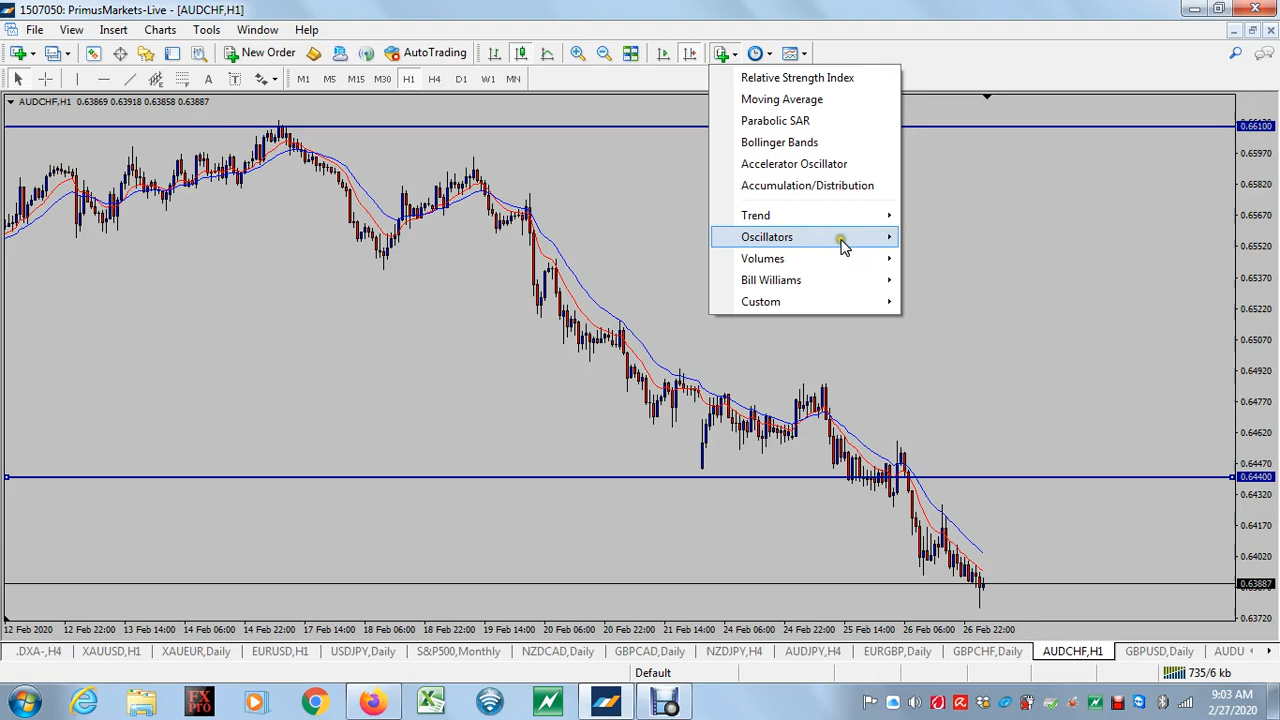 1507050: PrimusMarkets-Live - [AUDCHF,H1]
File View Insert Charts Tools Window Help
New Order AutoTrading
A T M1 M5 M15 M30 H1 H4 D1 W1 MN
AUDCHF,H1 0.63869 0.63918 0.63858 0.63887
Relative Strength Index
Moving Average
Parabolic SAR
Bollinger Bands
Accelerator Oscillator
Accumulation/Distribution
Trend
Oscillators
Volumes
Bill Williams
Custom
0.66100
0.65970
0.65820
0.65670
0.65520
0.65370
0.65220
0.65070
0.64920
0.64770
0.64620
0.64470
0.64400
0.64320
0.64170
0.64020
0.63887
0.63720
12 Feb 2020 12 Feb 22:00 13 Feb 14:00 14 Feb 06:00 14 Feb 22:00 17 Feb 14:00 18 Feb 06:00 18 Feb 22:00 19 Feb 14:00 20 Feb 06:00 20 Feb 22:00 21 Feb 14:00 24 Feb 06:00 24 Feb 22:00 25 Feb 14:00 26 Feb 06:00 26 Feb 22:00
.DXA-,H4 XAUUSD,H1 XAUEUR,Daily EURUSD,H1 USDJPY,Daily S&P500,Monthly NZDCAD,Daily GBPCAD,Daily NZDJPY,H4 AUDJPY,H4 EURGBP,Daily GBPCHF,Daily AUDCHF,H1 GBPUSD,Daily AUDU
Default 735/6 kb
FX PRO
9:03 AM
2/27/2020